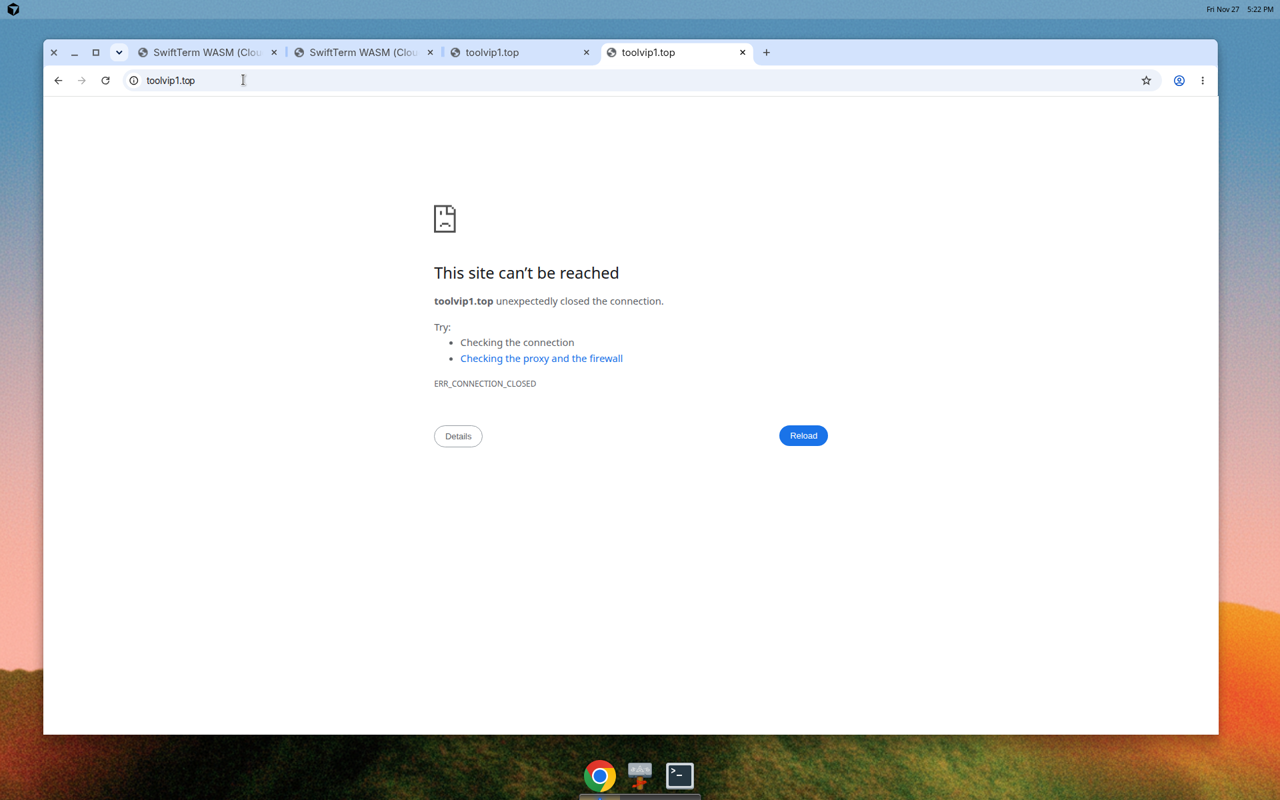 Fri Nov 27 5:22 PM
SwiftTerm WASM (Clou
SwiftTerm WASM (Clou
toolvip1.top
toolvip1.top
toolvip1.top
This site can’t be reached
toolvip1.top unexpectedly closed the connection.
Try:
Checking the connection
Checking the proxy and the firewall
ERR_CONNECTION_CLOSED
Details
Reload